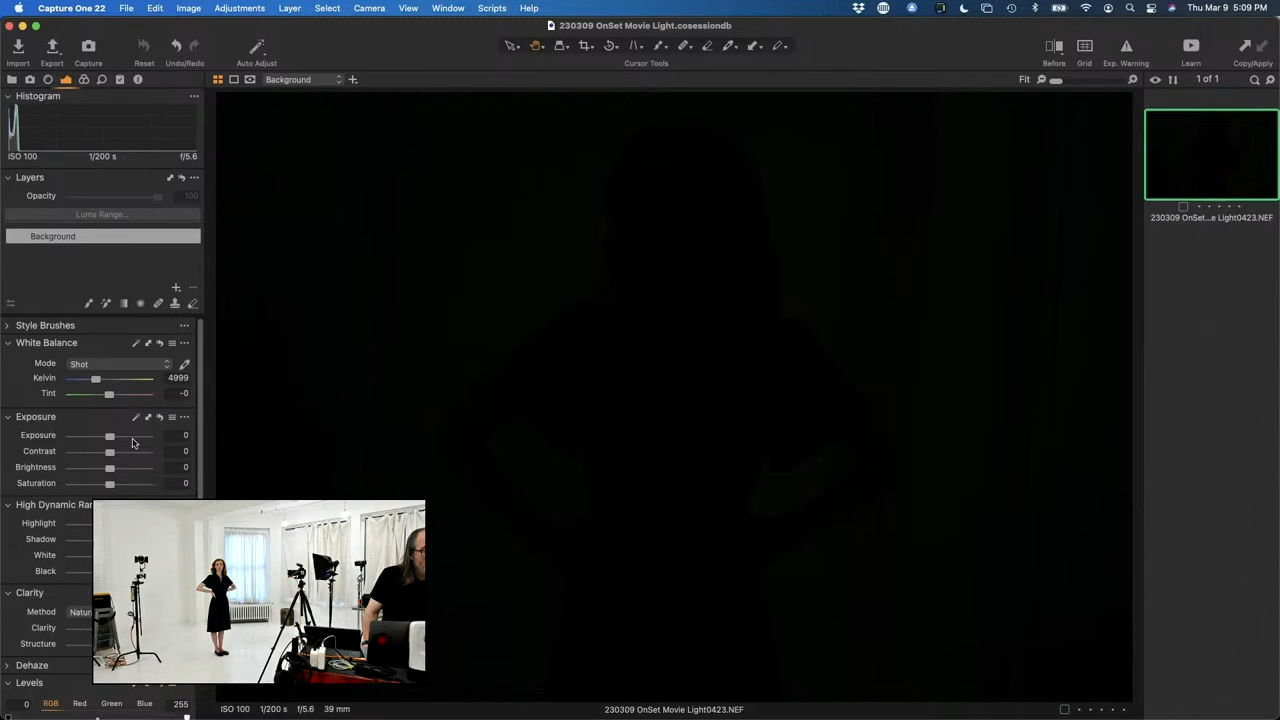 Capture One 22 File Edit Image Adjustments Layer Select Camera View Window Scripts Help Thu Mar 9 5:09 PM
230309 OnSet Movie Light.cosessiondb
Import Export Capture Reset Undo/Redo Auto Adjust Cursor Tools Before Grid Exp. Warning Learn Copy/Apply
Background Fit 1 of 1
Histogram
ISO 100 1/200 s f/5.6
Layers
Opacity 100
Luma Range...
Background
230309 OnSet...e Light0423.NEF
Style Brushes
White Balance
Mode Shot
Kelvin 4999
Tint -0
Exposure
Exposure 0
Contrast 0
Brightness 0
Saturation 0
High Dynamic Ran
Highlight
Shadow
White
Black
Clarity
Method Natur
Clarity
Structure
Dehaze
Levels
0 RGB Red Green Blue 255
ISO 100 1/200 s f/5.6 39 mm 230309 OnSet Movie Light0423.NEF